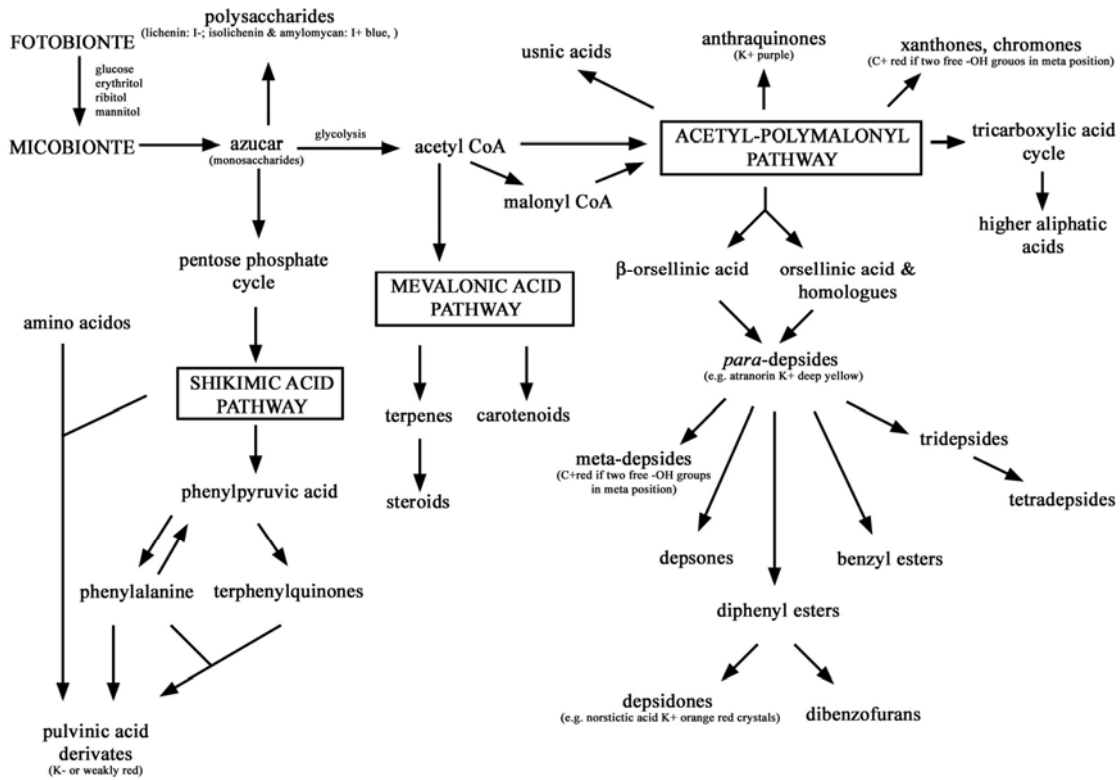 polysaccharides
(lichenin: I-; isolichenin & amylomycan: I+ blue, )
FOTOBIONTE
glucose
erythritol
ribitol
mannitol
MICOBIONTE
azucar
(monosaccharides)
glycolysis
acetyl CoA
malonyl CoA
usnic acids
anthraquinones
(K+ purple)
xanthones, chromones
(C+ red if two free -OH grouos in meta position)
ACETYL-POLYMALONYL
PATHWAY
tricarboxylic acid
cycle
higher aliphatic
acids
pentose phosphate
cycle
MEVALONIC ACID
PATHWAY
β-orsellinic acid
orsellinic acid &
homologues
amino acidos
SHIKIMIC ACID
PATHWAY
terpenes
carotenoids
steroids
para-depsides
(e.g. atranorin K+ deep yellow)
meta-depsides
(C+red if two free -OH groups
in meta position)
tridepsides
tetradepsides
phenylpyruvic acid
depsones
benzyl esters
phenylalanine
terphenylquinones
diphenyl esters
depsidones
(e.g. norstictic acid K+ orange red crystals)
dibenzofurans
pulvinic acid
derivates
(K- or weakly red)